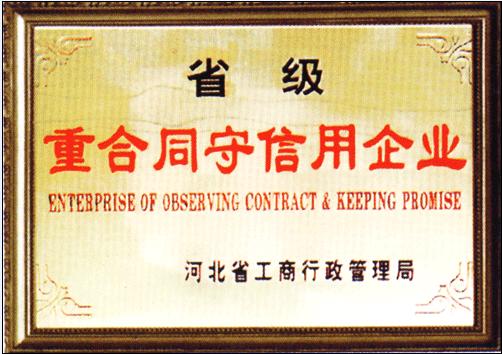 省级
重合同守信用企业
ENTERPRISE OF OBSERVING CONTRACT & KEEPING PROMISE
河北省工商行政管理局